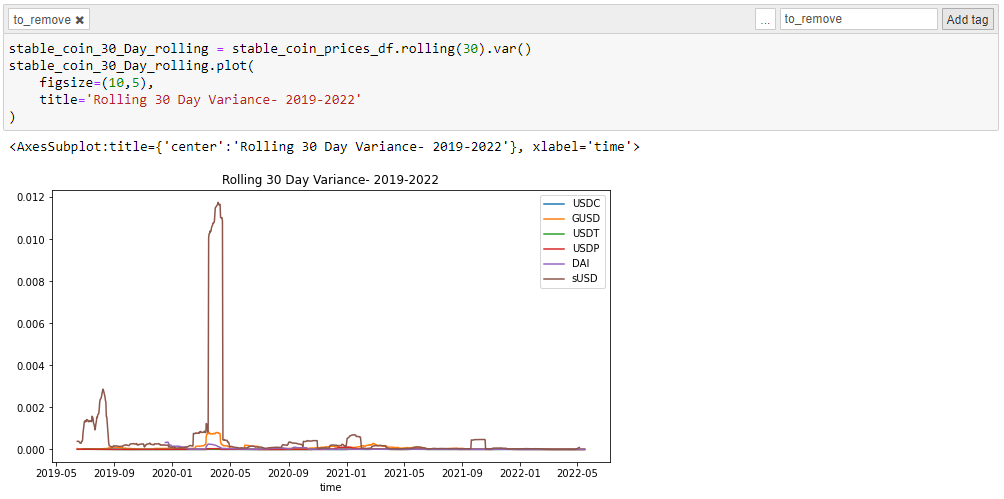 to_remove ✖
...
to_remove
Add tag
stable_coin_30_Day_rolling = stable_coin_prices_df.rolling(30).var()
stable_coin_30_Day_rolling.plot(
    figsize=(10,5),
    title='Rolling 30 Day Variance- 2019-2022'
)
<AxesSubplot:title={'center':'Rolling 30 Day Variance- 2019-2022'}, xlabel='time'>
Rolling 30 Day Variance- 2019-2022
0.012
0.010
0.008
0.006
0.004
0.002
0.000
USDC
GUSD
USDT
USDP
DAI
sUSD
2019-05 2019-09 2020-01 2020-05 2020-09 2021-01 2021-05 2021-09 2022-01 2022-05
time